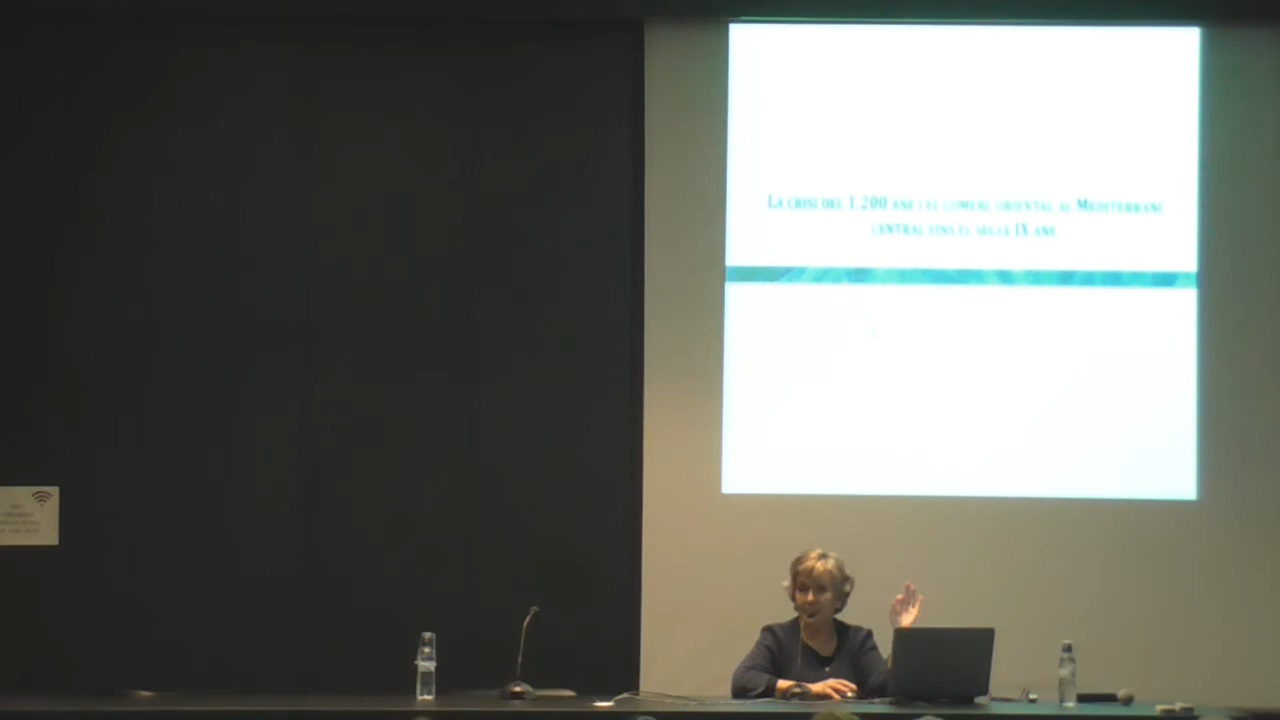 La crisi del 1.200 ane i el comerç oriental al Mediterrani
central fins el segle IX ane